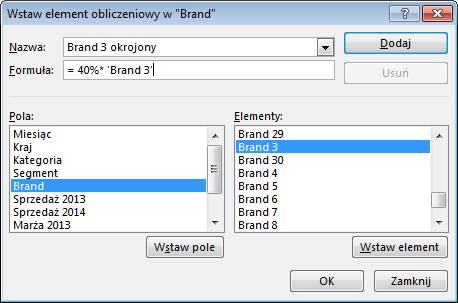 Wstaw element obliczeniowy w "Brand"
Nazwa: Brand 3 okrojony Dodaj
Formuła: = 40%* 'Brand 3' Usuń
Pola: Elementy:
Miesiąc Brand 29
Kraj Brand 3
Kategoria Brand 30
Segment Brand 4
Brand Brand 5
Sprzedaż 2013 Brand 6
Sprzedaż 2014 Brand 7
Marża 2013 Brand 8
Wstaw pole Wstaw element
OK Zamknij